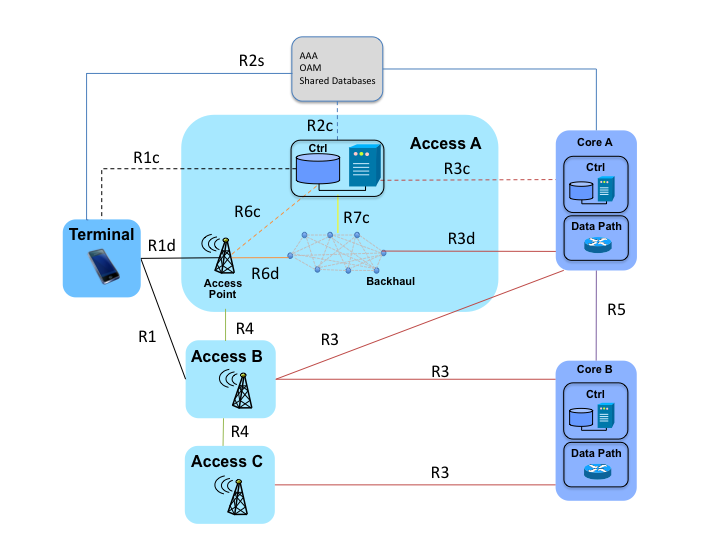 AAA
OAM
Shared Databases
R2s
R2c
Access A
Ctrl
R1c
R3c
Core A
Ctrl
Data Path
R6c
R7c
Terminal
R1d
R3d
R6d
Access
Point
Backhaul
R1
R4
R3
R5
Access B
R3
Core B
Ctrl
R4
Data Path
Access C
R3